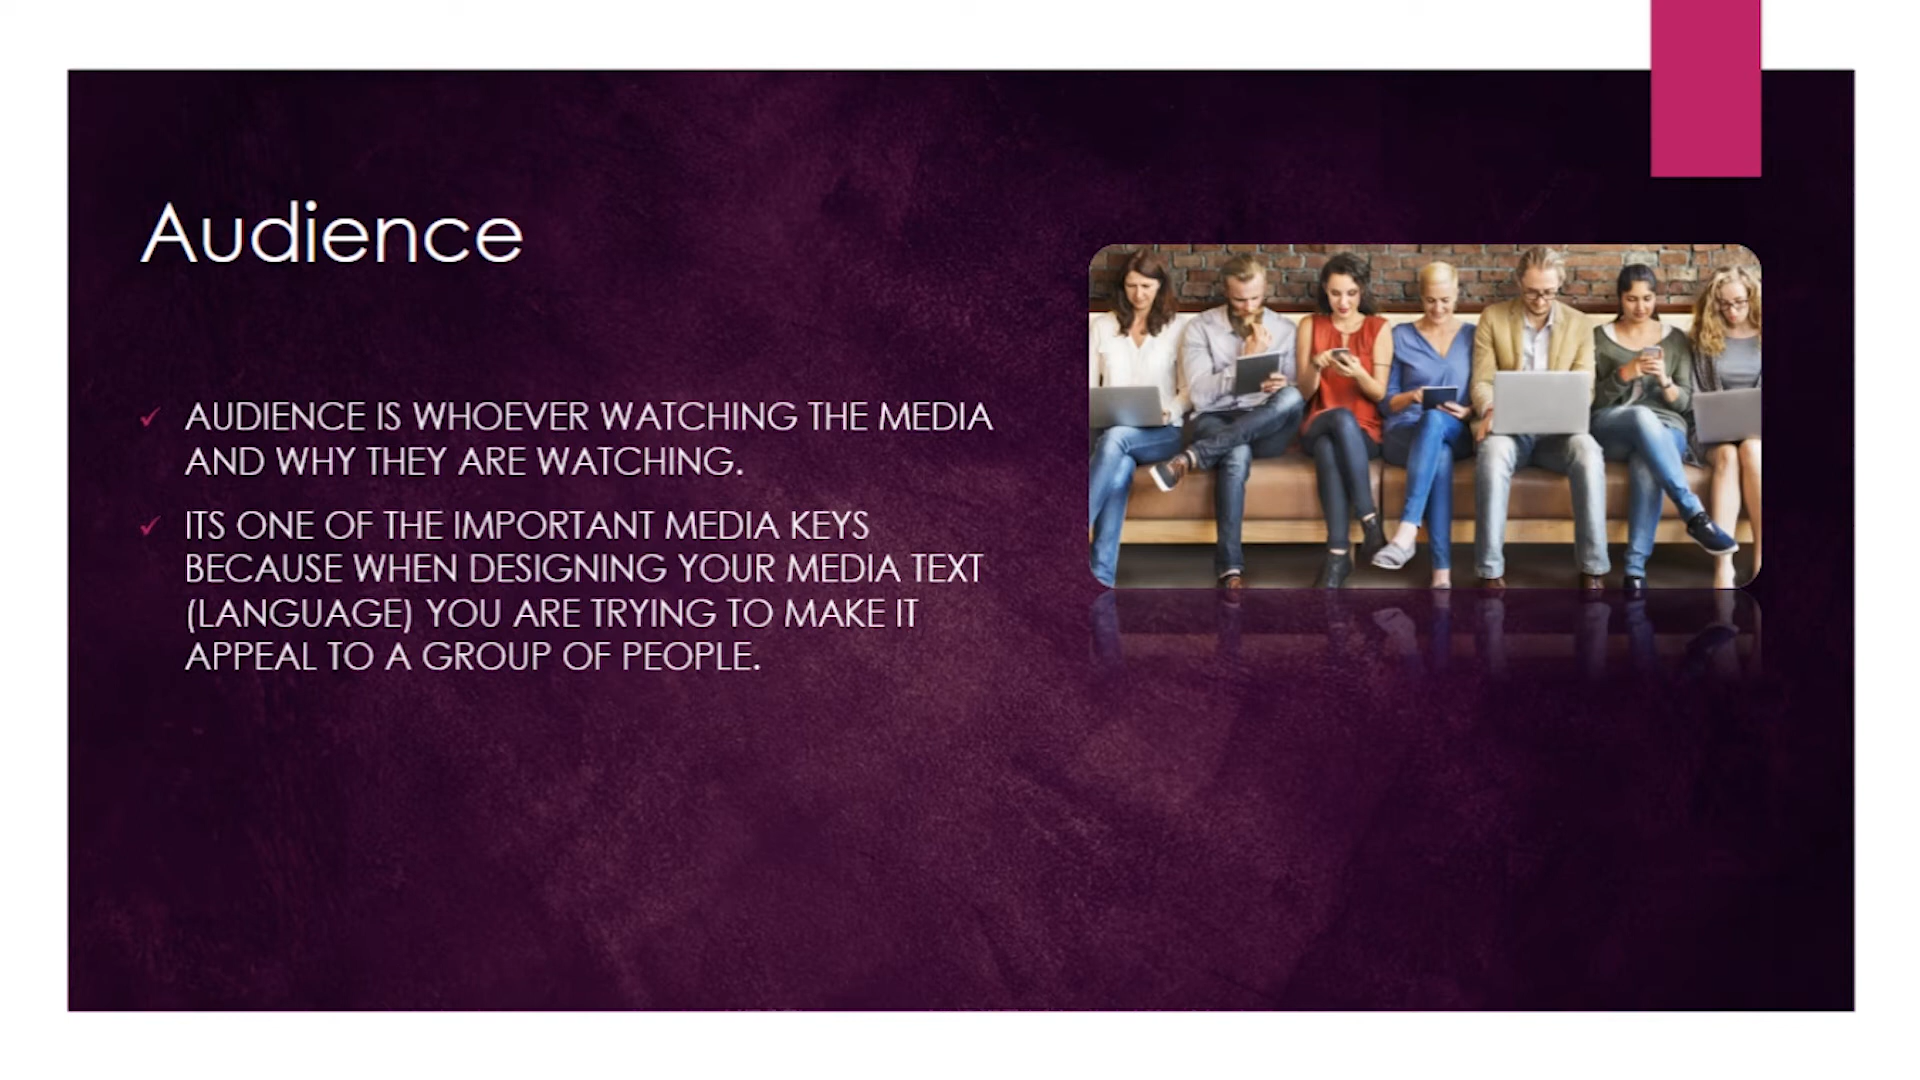 Audience
AUDIENCE IS WHOEVER WATCHING THE MEDIA
AND WHY THEY ARE WATCHING.
ITS ONE OF THE IMPORTANT MEDIA KEYS
BECAUSE WHEN DESIGNING YOUR MEDIA TEXT
(LANGUAGE) YOU ARE TRYING TO MAKE IT
APPEAL TO A GROUP OF PEOPLE.